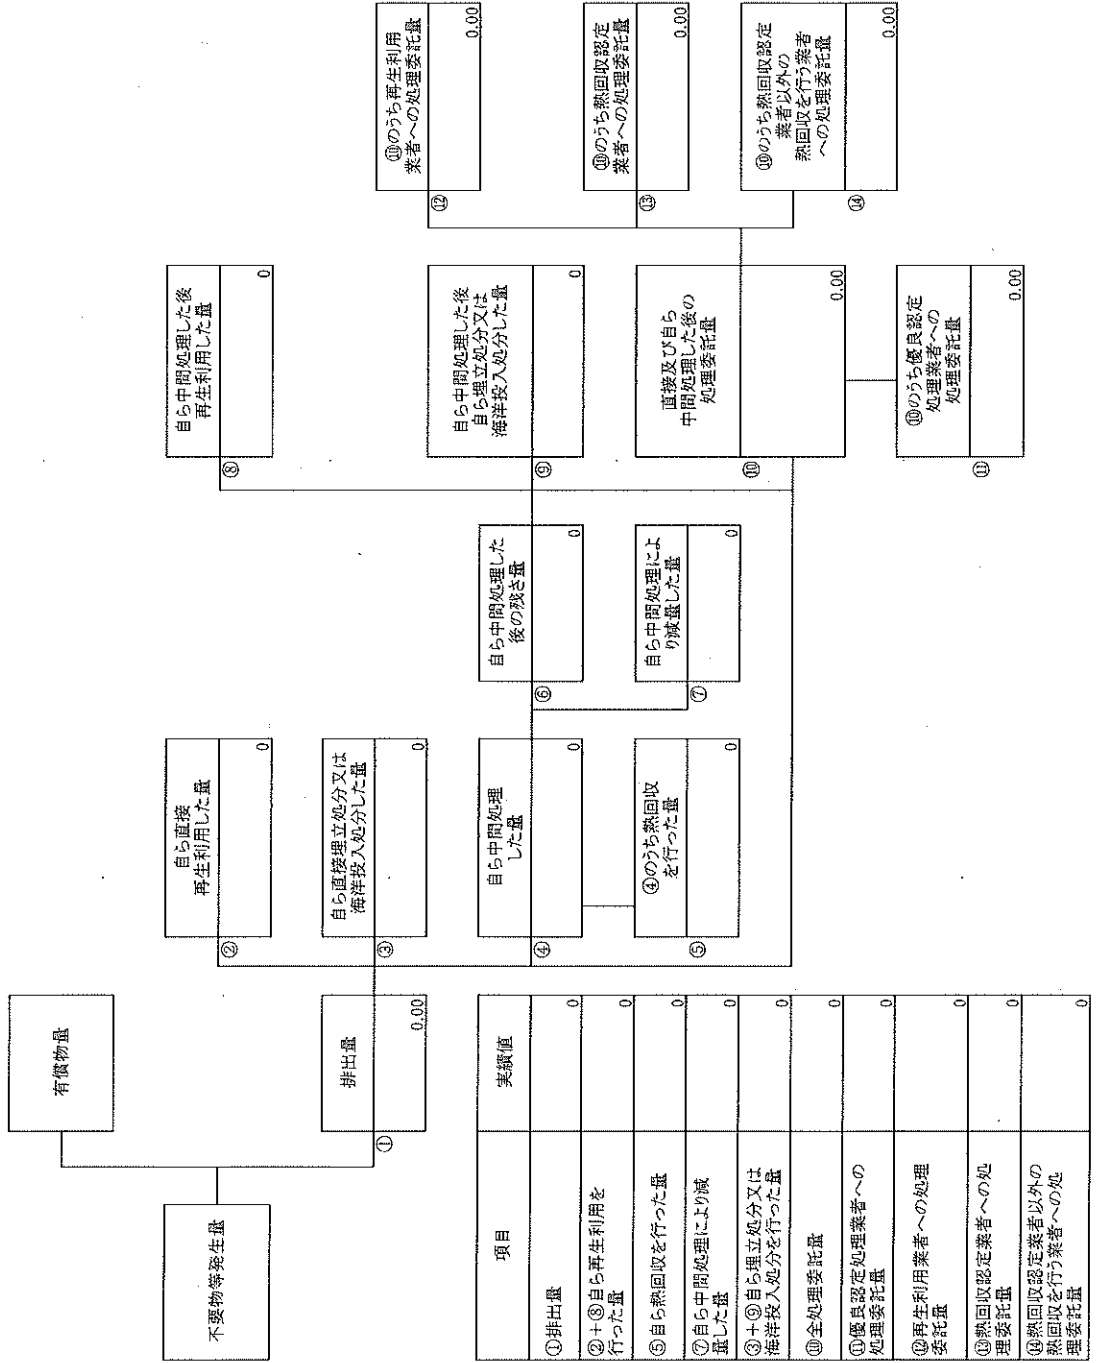 不要物等発生量
有償物量
排出量
①
0.00
自ら直接
再生利用した量
②
0
自ら直接埋立処分又は
海洋投入処分した量
③
0
自ら中間処理
した量
④
0
④のうち熱回収
を行った量
⑤
0
自ら中間処理した
後の残さ量
⑥
0
自ら中間処理によ
り減量した量
⑦
0
自ら中間処理した後
再生利用した量
⑧
0
自ら中間処理した後
自ら埋立処分又は
海洋投入処分した量
⑨
0
直接及び自ら
中間処理した後の
処理委託量
⑩
0.00
⑩のうち優良認定
処理業者への
処理委託量
⑪
0.00
⑩のうち再生利用
業者への処理委託量
⑫
0.00
⑩のうち熱回収認定
業者への処理委託量
⑬
0.00
⑩のうち熱回収認定
業者以外の
熱回収を行う業者
への処理委託量
⑭
0.00
項目 実績値
①排出量 0
②+⑧自ら再生利用を
行った量 0
⑤自ら熱回収を行った量 0
⑦自ら中間処理により減
量した量 0
③+⑨自ら埋立処分又は
海洋投入処分を行った量 0
⑩全処理委託量 0
⑪優良認定処理業者への
処理委託量 0
⑫再生利用業者への処理
委託量 0
⑬熱回収認定業者への処
理委託量 0
⑭熱回収認定業者以外の
熱回収を行う業者への処
理委託量 0